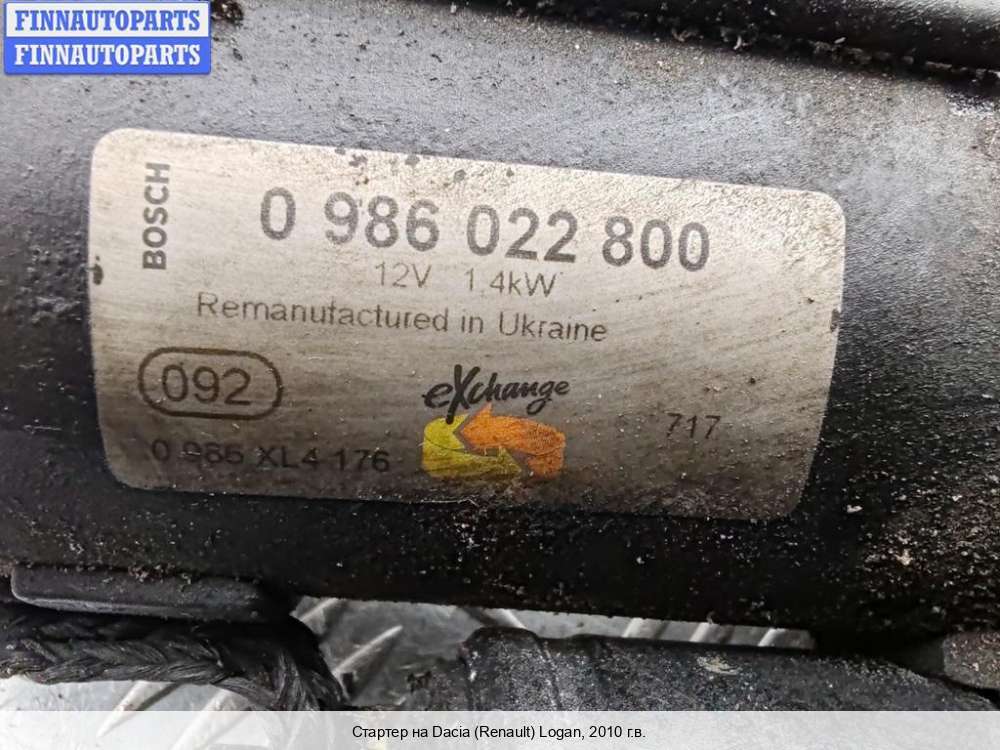 FINNAUTOPARTS
FINNAUTOPARTS
BOSCH
0 986 022 800
12V 1.4kW
Remanufactured in Ukraine
092
eXchange
717
0 986 XL4 176
Стартер на Dacia (Renault) Logan, 2010 г.в.